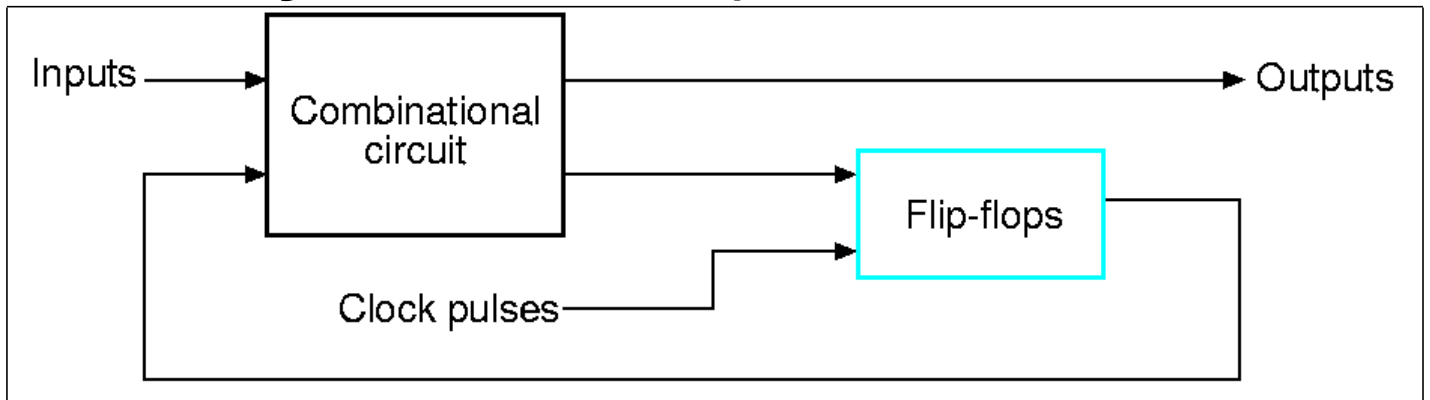 Inputs
Combinational
circuit
Outputs
Flip-flops
Clock pulses